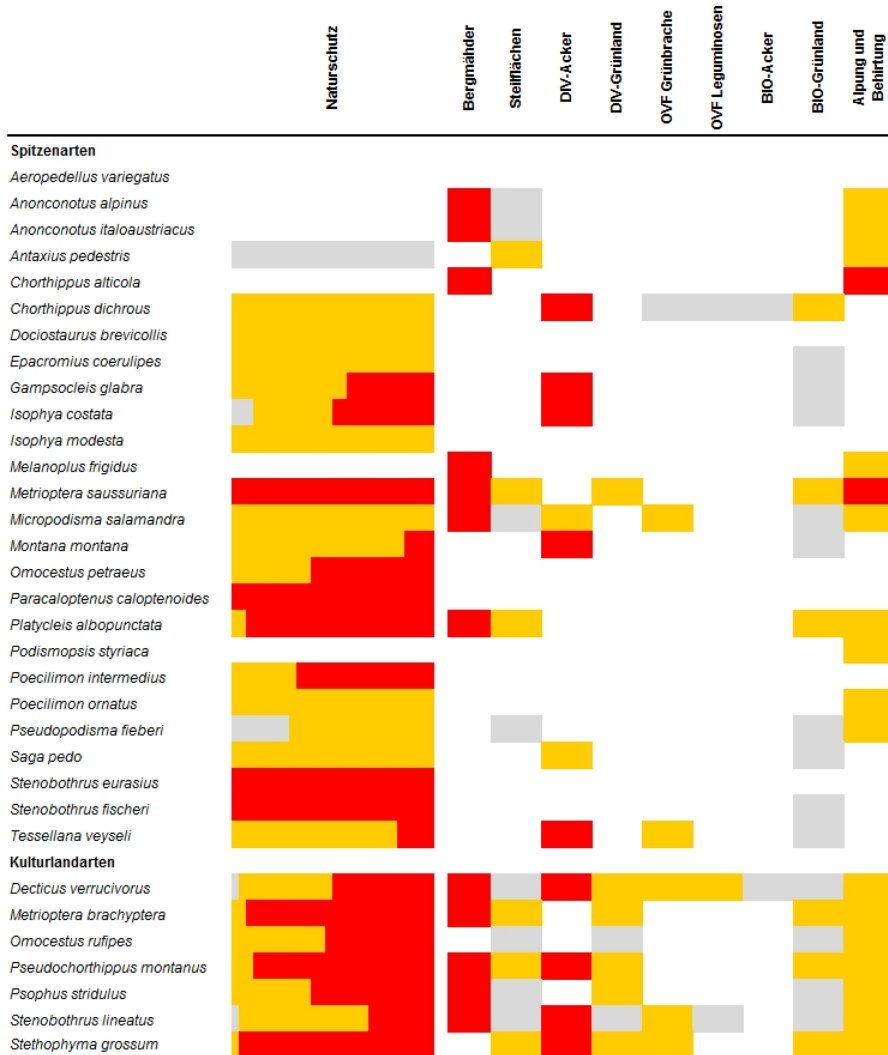 Naturschutz
Bergmähder
Steilflächen
DIV-Acker
DIV-Grünland
OVF Grünbrache
OVF Leguminosen
BIO-Acker
BIO-Grünland
Alpung und
Behirtung
Spitzenarten
Aeropedellus variegatus
Anonconotus alpinus
Anonconotus italoaustriacus
Antaxius pedestris
Chorthippus alticola
Chorthippus dichrous
Dociostaurus brevicollis
Epacromius coerulipes
Gampsocleis glabra
Isophya costata
Isophya modesta
Melanoplus frigidus
Metrioptera saussuriana
Micropodisma salamandra
Montana montana
Omocestus petraeus
Paracaloptenus caloptenoides
Platycleis albopunctata
Podismopsis styriaca
Poecilimon intermedius
Poecilimon ornatus
Pseudopodisma fieberi
Saga pedo
Stenobothrus eurasius
Stenobothrus fischeri
Tessellana veyseli
Kulturlandarten
Decticus verrucivorus
Metrioptera brachyptera
Omocestus rufipes
Pseudochorthippus montanus
Psophus stridulus
Stenobothrus lineatus
Stethophyma grossum